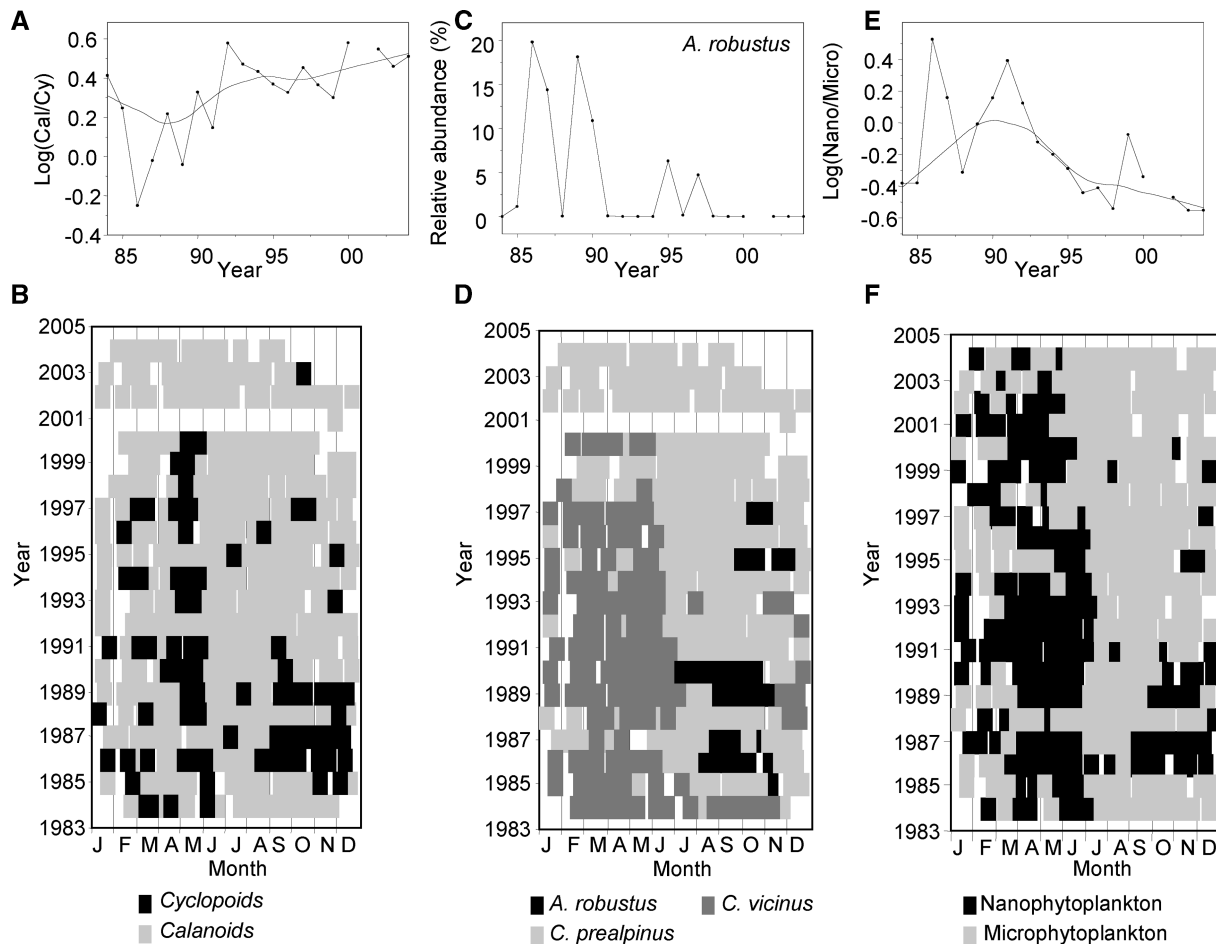 A
Log(Cal/Cy)
0.6
0.4
0.2
0.0
-0.2
-0.4
85
90
95
00
Year
C
Relative abundance (%)
A. robustus
20
15
10
5
0
85
90
95
00
Year
E
Log(Nano/Micro)
0.4
0.2
0.0
-0.2
-0.4
-0.6
85
90
95
00
Year
B
Year
2005
2003
2001
1999
1997
1995
1993
1991
1989
1987
1985
1983
J F M A M J J A S O N D
Month
Cyclopoids
Calanoids
D
Year
2005
2003
2001
1999
1997
1995
1993
1991
1989
1987
1985
1983
J F M A M J J A S O N D
Month
A. robustus
C. vicinus
C. prealpinus
F
Year
2005
2003
2001
1999
1997
1995
1993
1991
1989
1987
1985
1983
J F M A M J J A S O N D
Month
Nanophytoplankton
Microphytoplankton